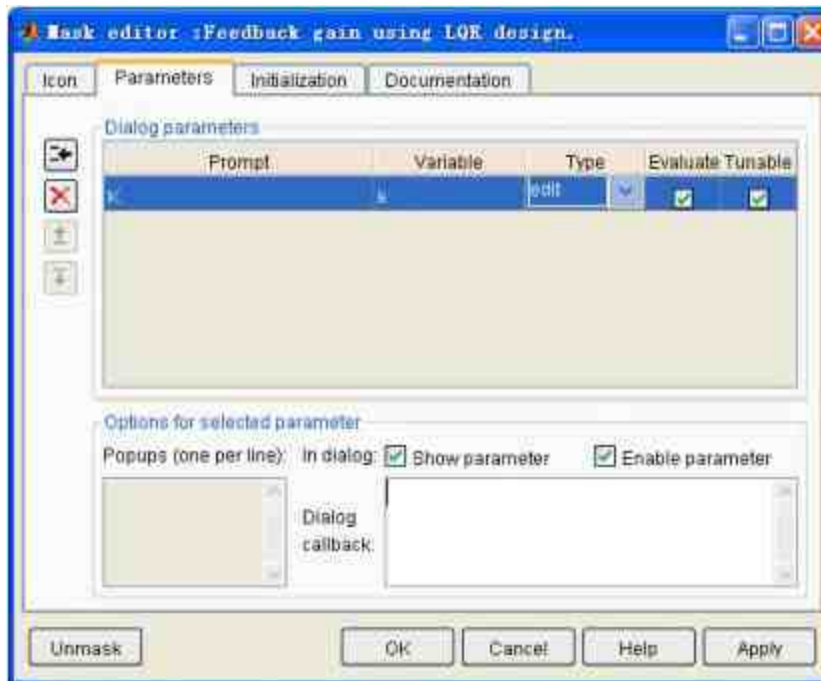 Mask editor :Feedback gain using LQR design.
Icon Parameters Initialization Documentation
Dialog parameters
Prompt Variable Type Evaluate Tunable
edit
Options for selected parameter
Popups (one per line): In dialog: Show parameter Enable parameter
Dialog
callback:
Unmask OK Cancel Help Apply